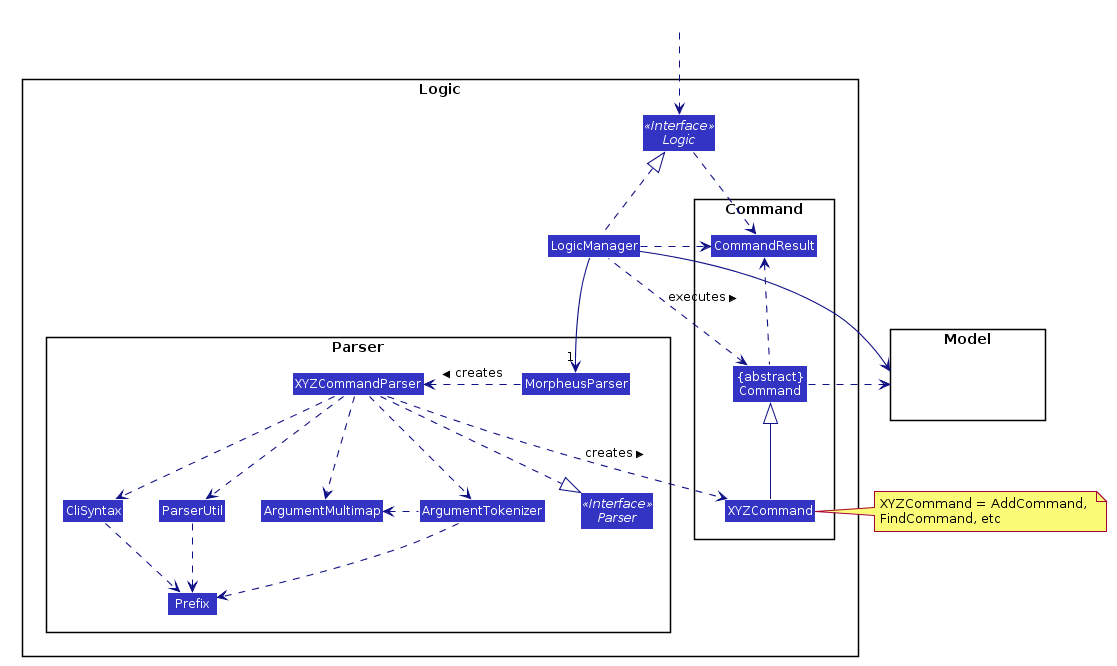 Logic
«Interface»
Logic
Command
LogicManager
CommandResult
executes ▶
Model
Parser
1
◀ creates
XYZCommandParser
MorpheusParser
{abstract}
Command
creates ▶
CliSyntax
ParserUtil
ArgumentMultimap
ArgumentTokenizer
«Interface»
Parser
XYZCommand
XYZCommand = AddCommand,
FindCommand, etc
Prefix